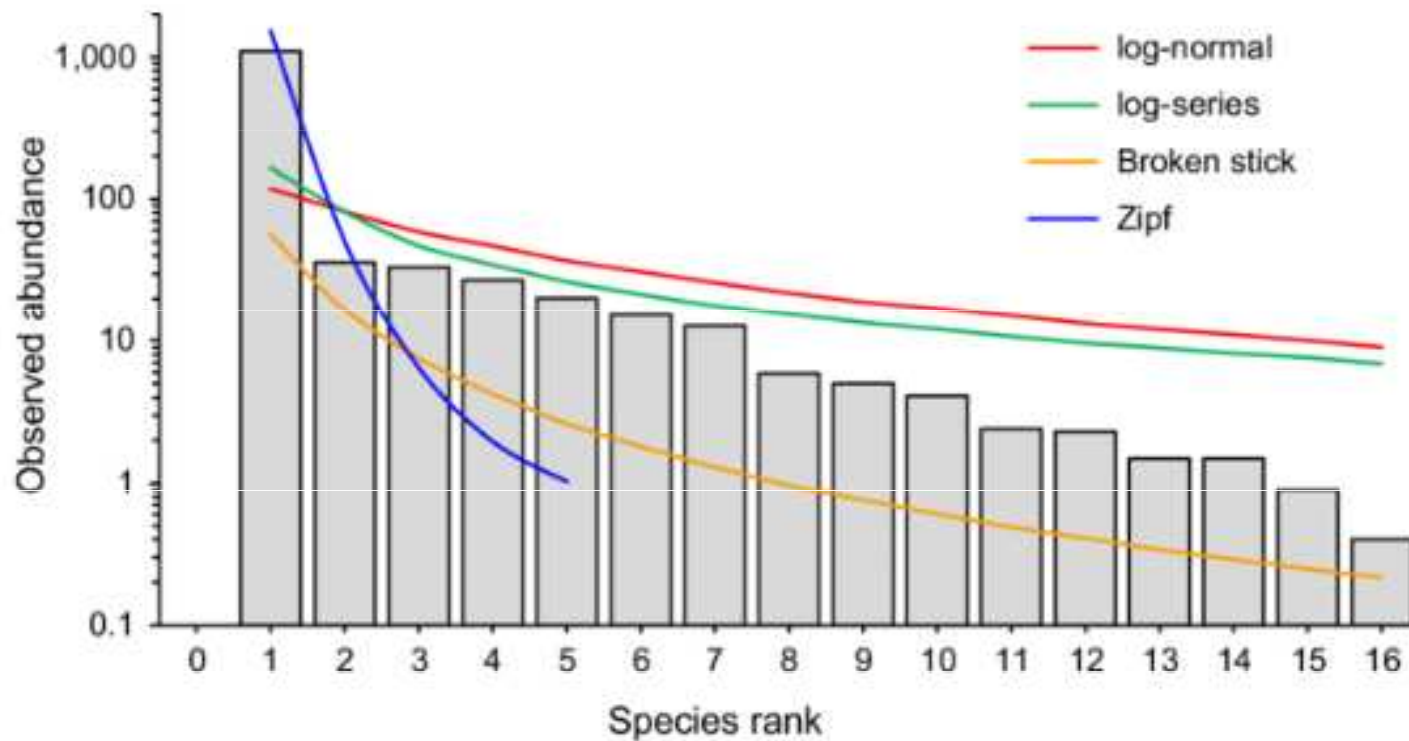 1,000
100
10
1
0.1
Observed abundance
log-normal
log-series
Broken stick
Zipf
0 1 2 3 4 5 6 7 8 9 10 11 12 13 14 15 16
Species rank